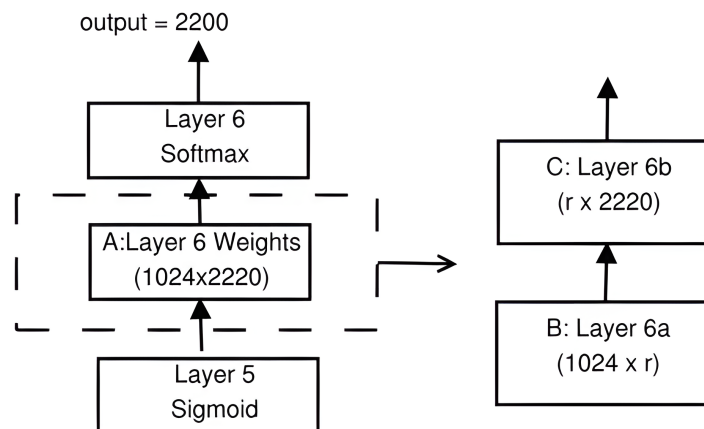 output = 2200
Layer 6
Softmax
A:Layer 6 Weights
(1024x2220)
Layer 5
Sigmoid
C: Layer 6b
(r x 2220)
B: Layer 6a
(1024 x r)